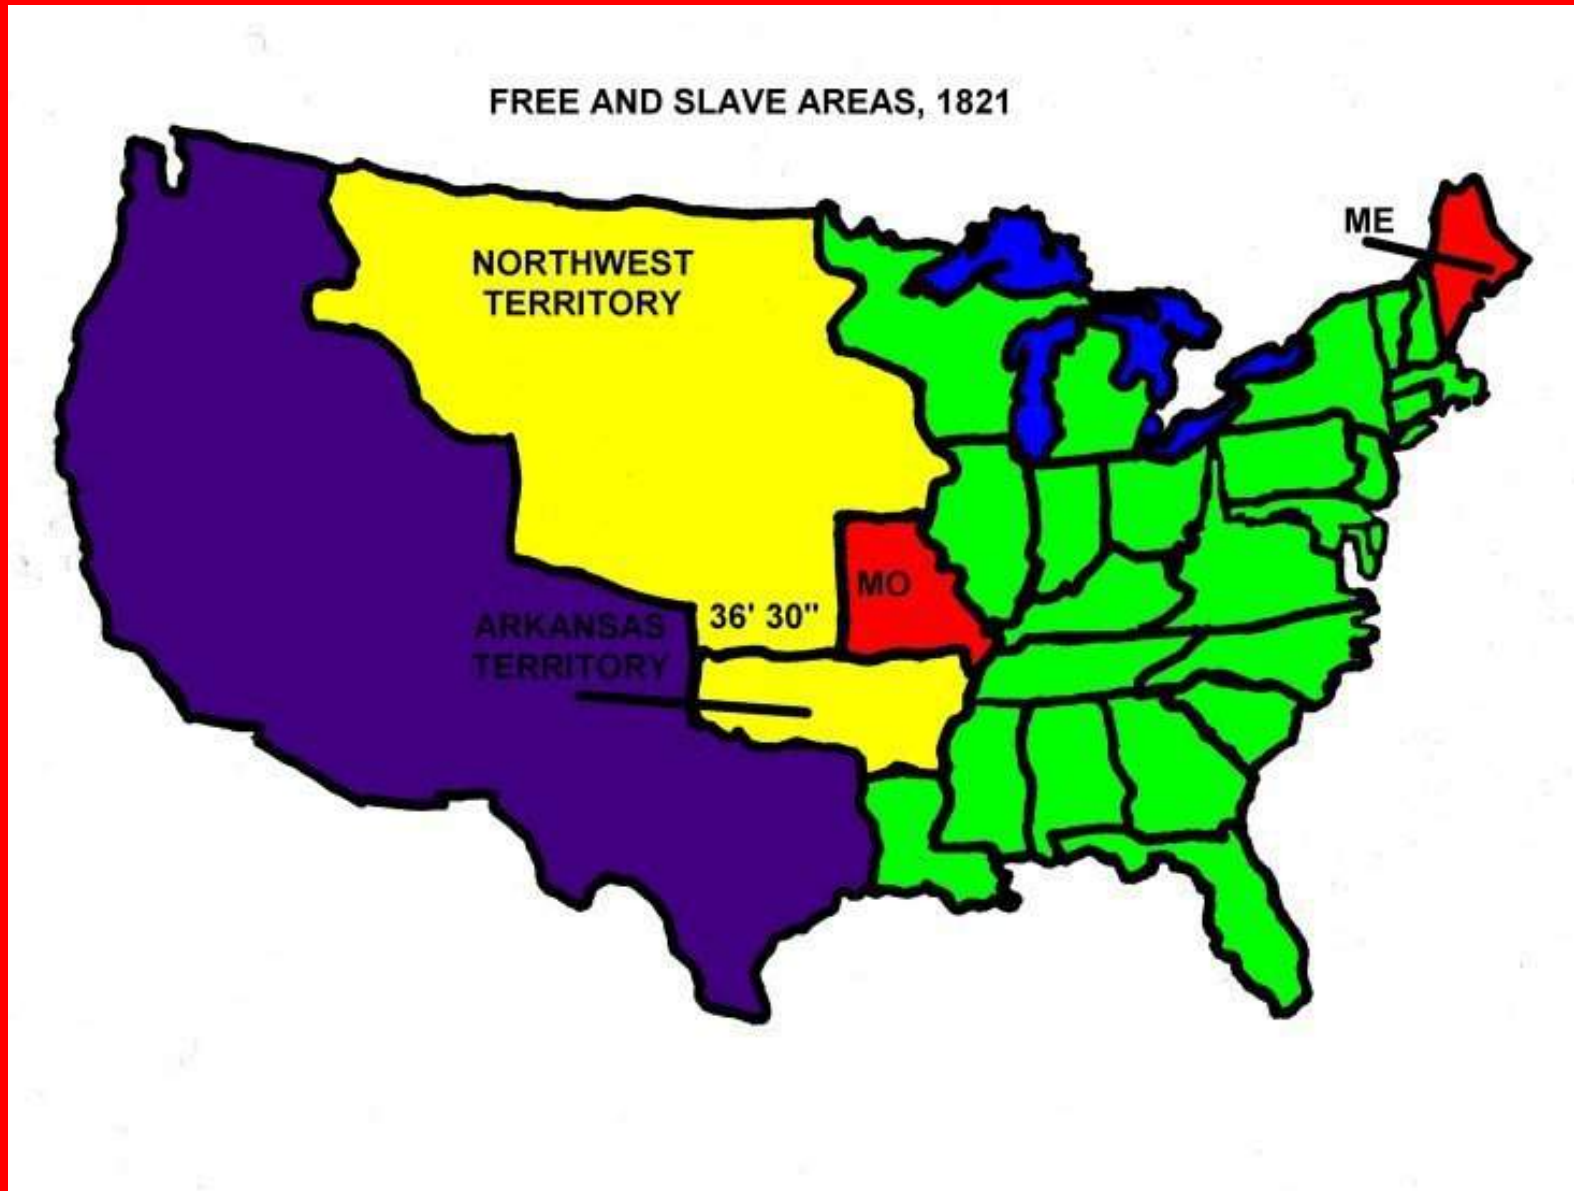 FREE AND SLAVE AREAS, 1821
ME
NORTHWEST
TERRITORY
MO
36' 30"
ARKANSAS
TERRITORY